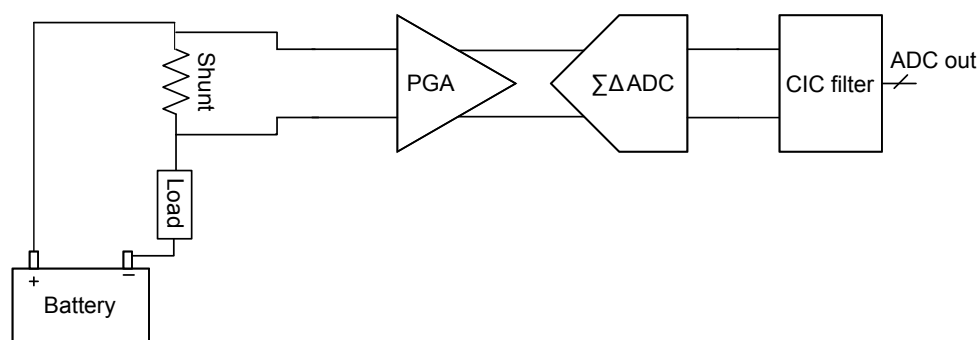 Shunt
PGA
∑Δ ADC
CIC filter
ADC out
Load
+
−
Battery